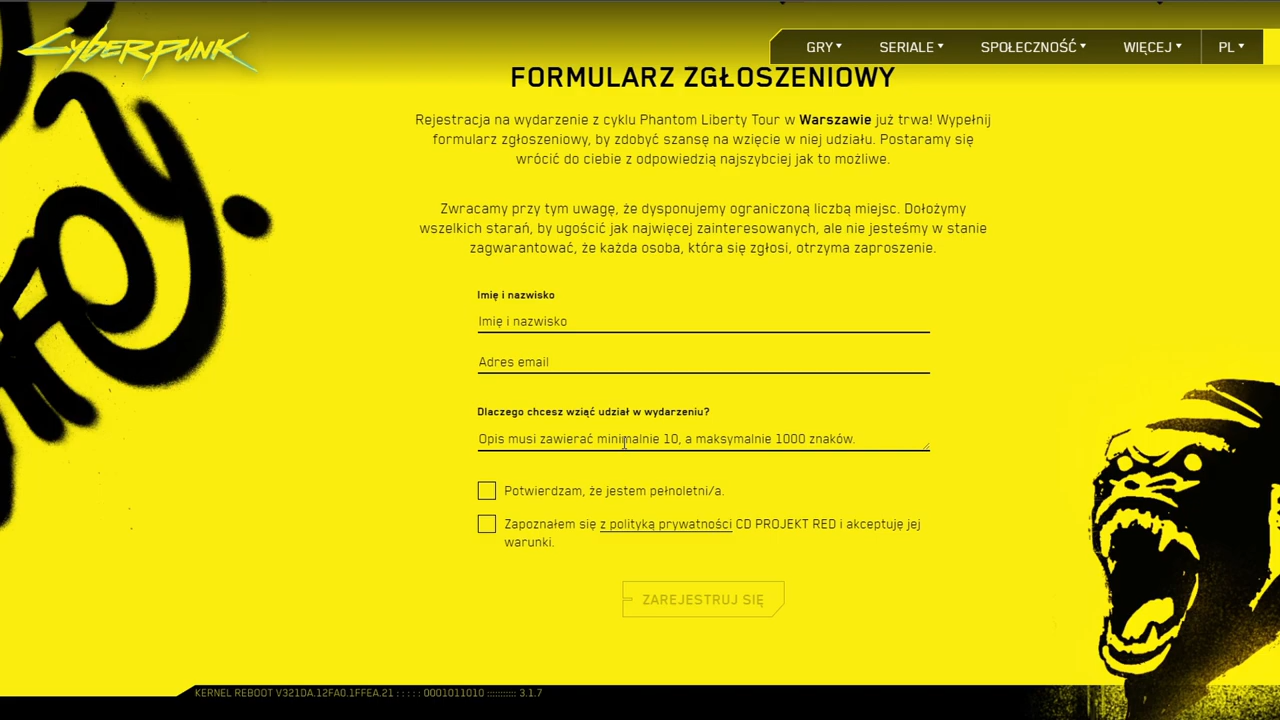 Cyberpunk
GRY
SERIALE
SPOŁECZNOŚĆ
WIĘCEJ
PL
FORMULARZ ZGŁOSZENIOWY
Rejestracja na wydarzenie z cyklu Phantom Liberty Tour w Warszawie już trwa! Wypełnij
formularz zgłoszeniowy, by zdobyć szansę na wzięcie w niej udziału. Postaramy się
wrócić do ciebie z odpowiedzią najszybciej jak to możliwe.
Zwracamy przy tym uwagę, że dysponujemy ograniczoną liczbą miejsc. Dołożymy
wszelkich starań, by ugościć jak najwięcej zainteresowanych, ale nie jesteśmy w stanie
zagwarantować, że każda osoba, która się zgłosi, otrzyma zaproszenie.
Imię i nazwisko
Imię i nazwisko
Adres email
Dlaczego chcesz wziąć udział w wydarzeniu?
Opis musi zawierać minimalnie 10, a maksymalnie 1000 znaków.
Potwierdzam, że jestem pełnoletni/a.
Zapoznałem się z polityką prywatności CD PROJEKT RED i akceptuję jej
warunki.
ZAREJESTRUJ SIĘ
KERNEL REBOOT V321DA.12FA0.1FFEA.21 : : : : : 0001011010 ::::::::::: 3.1.7